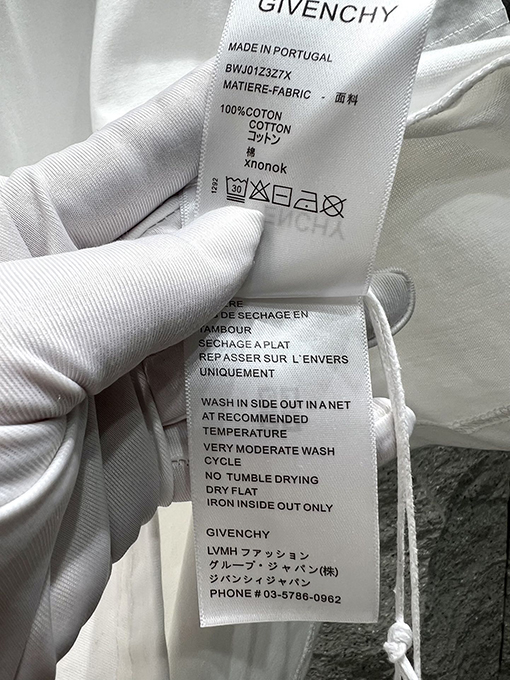 GIVENCHY
MADE IN PORTUGAL
BWJ01Z3Z7X
MATIERE-FABRIC - 面料
100%COTON
COTTON
コットン
棉
xnonok
1292
30
DE SECHAGE EN
TAMBOUR
SECHAGE A PLAT
REPASSER SUR L'ENVERS
UNIQUEMENT
WASH IN SIDE OUT IN A NET
AT RECOMMENDED
TEMPERATURE
VERY MODERATE WASH
CYCLE
NO TUMBLE DRYING
DRY FLAT
IRON INSIDE OUT ONLY
GIVENCHY
LVMH ファッション
グループ・ジャパン(株)
ジバンシィジャパン
PHONE # 03-5786-0962